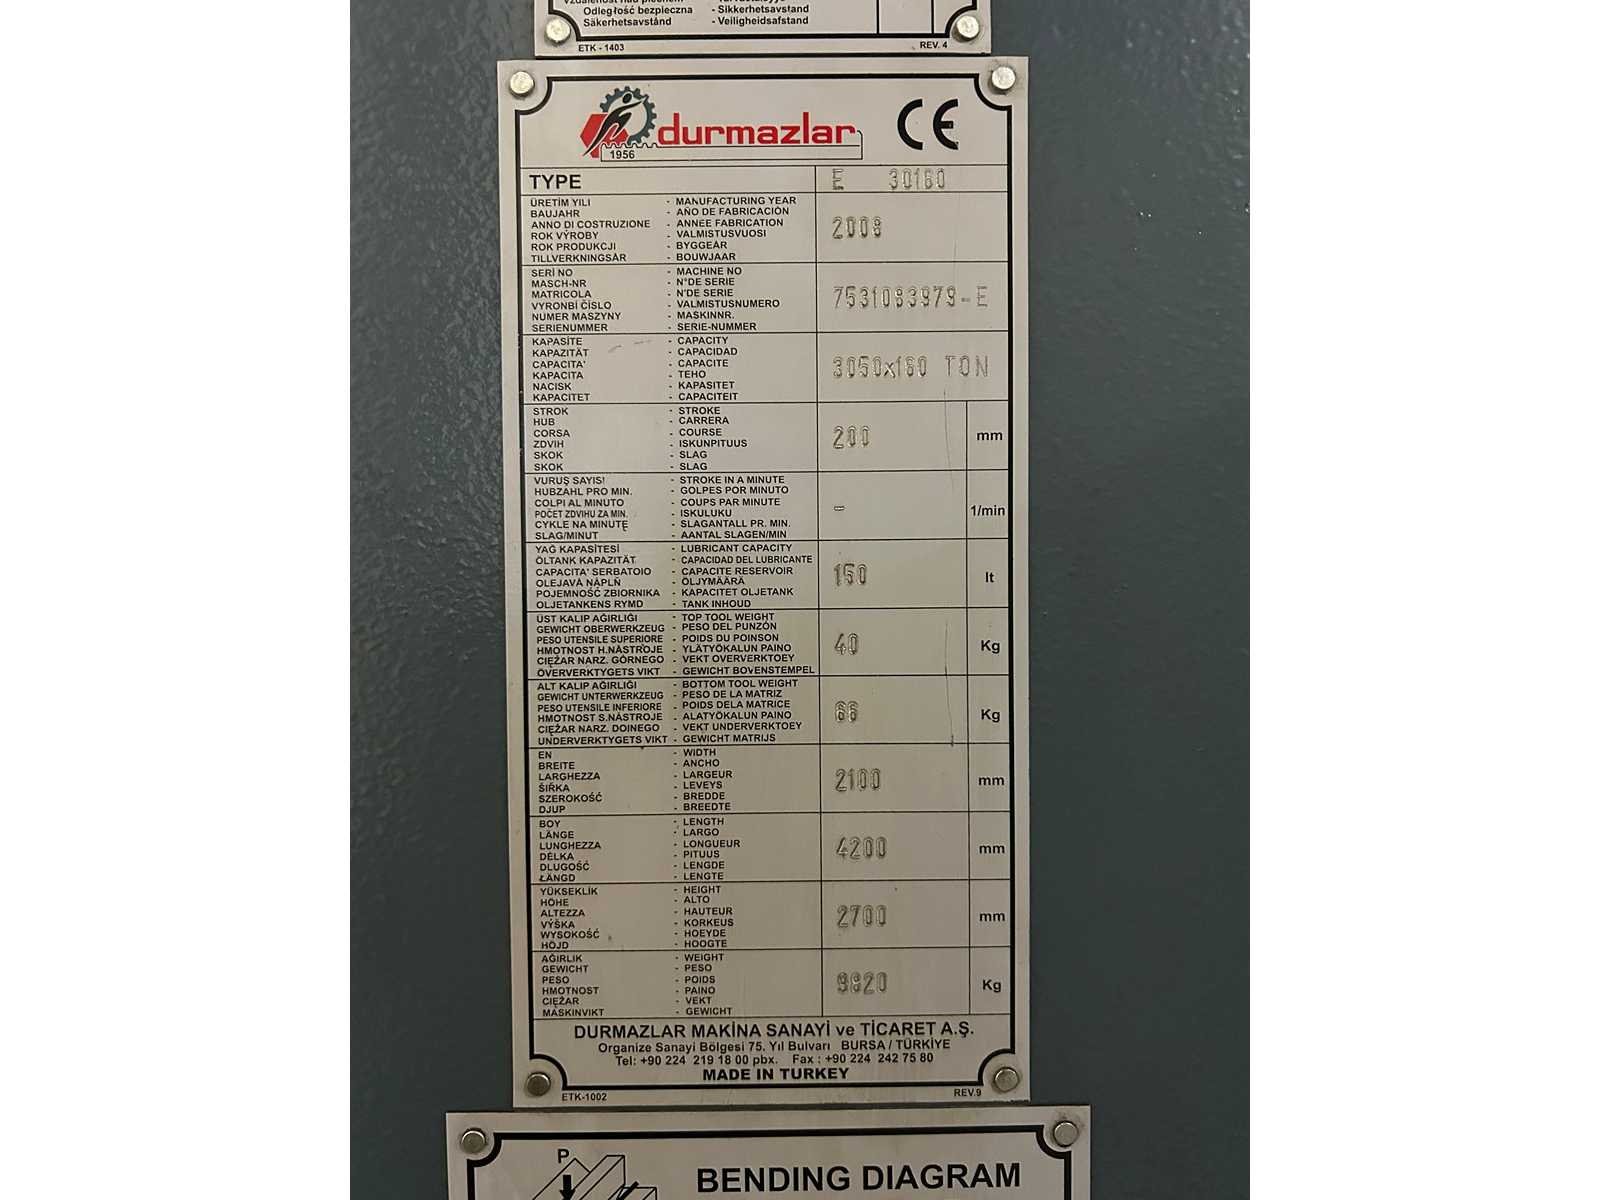 Odległość bezpieczna - Sikkerhetsavstand
Säkerhetsavstånd - Veiligheidsafstand
ETK - 1403 REV. 4
durmazlar
1956
CE
TYPE E 30160
ÜRETİM YILI - MANUFACTURING YEAR
BAUJAHR - AÑO DE FABRICACIÓN
ANNO DI COSTRUZIONE - ANNÉE FABRICATION
ROK VÝROBY - VALMISTUSVUOSI
ROK PRODUKCJI - BYGGEÅR
TILLVERKNINGSÅR - BOUWJAAR
2008
SERİ NO - MACHINE NO
MASCH-NR - N°DE SERIE
MATRICOLA - N'DE SERIE
VYRONBÍ ČÍSLO - VALMISTUSNUMERO
NUMER MASZYNY - MASKINNR.
SERIENUMMER - SERIE-NUMMER
7531083979-E
KAPASİTE - CAPACITY
KAPAZİTÄT - CAPACIDAD
CAPACITA' - CAPACITE
KAPACITA - TEHO
NACISK - KAPASITET
KAPACITET - CAPACITEIT
3050x160 TON
STROK - STROKE
HUB - CARRERA
CORSA - COURSE
ZDVIH - ISKUNPITUUS
SKOK - SLAG
SKOK - SLAG
200 mm
VURUŞ SAYISI - STROKE IN A MINUTE
HUBZAHL PRO MIN. - GOLPES POR MINUTO
COLPI AL MINUTO - COUPS PAR MINUTE
POČET ZDVIHU ZA MIN. - ISKULUKU
CYKLE NA MINUTĘ - SLAGANTALL PR. MIN.
SLAG/MINUT - AANTAL SLAGEN/MIN
- 1/min
YAĞ KAPASİTESİ - LUBRICANT CAPACITY
ÖLTANK KAPAZITÄT - CAPACIDAD DEL LUBRICANTE
CAPACITA' SERBATOIO - CAPACITE RESERVOIR
OLEJAVÁ NÁPLŇ - ÖLJYMÄÄRÄ
POJEMNOŚĆ ZBIORNIKA - KAPACITET OLJETANK
OLJETANKENS RYMD - TANK INHOUD
150 lt
ÜST KALIP AĞIRLIĞI - TOP TOOL WEIGHT
GEWICHT OBERWERKZEUG - PESO DEL PUNZÓN
PESO UTENSILE SUPERIORE - POIDS DU POINSON
HMOTNOST H.NÁSTROJE - YLÄTYÖKALUN PAINO
CIĘŻAR NARZ. GÓRNEGO - VEKT OVERVERKTOEY
ÖVERVERKTYGETS VIKT - GEWICHT BOVENSTEMPEL
40 Kg
ALT KALIP AĞIRLIĞI - BOTTOM TOOL WEIGHT
GEWICHT UNTERWERKZEUG - PESO DE LA MATRIZ
PESO UTENSILE INFERIORE - POIDS DELA MATRICE
HMOTNOST S.NÁSTROJE - ALATYÖKALUN PAINO
CIĘŻAR NARZ. DOINEGO - VEKT UNDERVERKTOEY
UNDERVERKTYGETS VIKT - GEWICHT MATRIJS
66 Kg
EN - WIDTH
BREITE - ANCHO
LARGHEZZA - LARGEUR
ŠIŘKA - LEVEYS
SZEROKOŚĆ - BREDDE
DJUP - BREEDTE
2100 mm
BOY - LENGTH
LÄNGE - LARGO
LUNGHEZZA - LONGUEUR
DÉLKA - PITUUS
DLUGOŚĆ - LENGDE
ŁÄNGD - LENGTE
4200 mm
YÜKSEKLİK - HEIGHT
HÖHE - ALTO
ALTEZZA - HAUTEUR
VÝŠKA - KORKEUS
WYSOKOŚĆ - HOEYDE
HÖJD - HOOGTE
2700 mm
AĞIRLIK - WEIGHT
GEWICHT - PESO
PESO - POIDS
HMOTNOST - PAINO
CIĘŻAR - VEKT
MASKINVIKT - GEWICHT
9820 Kg
DURMAZLAR MAKİNA SANAYİ ve TİCARET A.Ş.
Organize Sanayi Bölgesi 75. Yıl Bulvarı BURSA / TÜRKİYE
Tel: +90 224 219 18 00 pbx. Fax : +90 224 242 75 80
MADE IN TURKEY
ETK-1002 REV.9
P
BENDING DIAGRAM